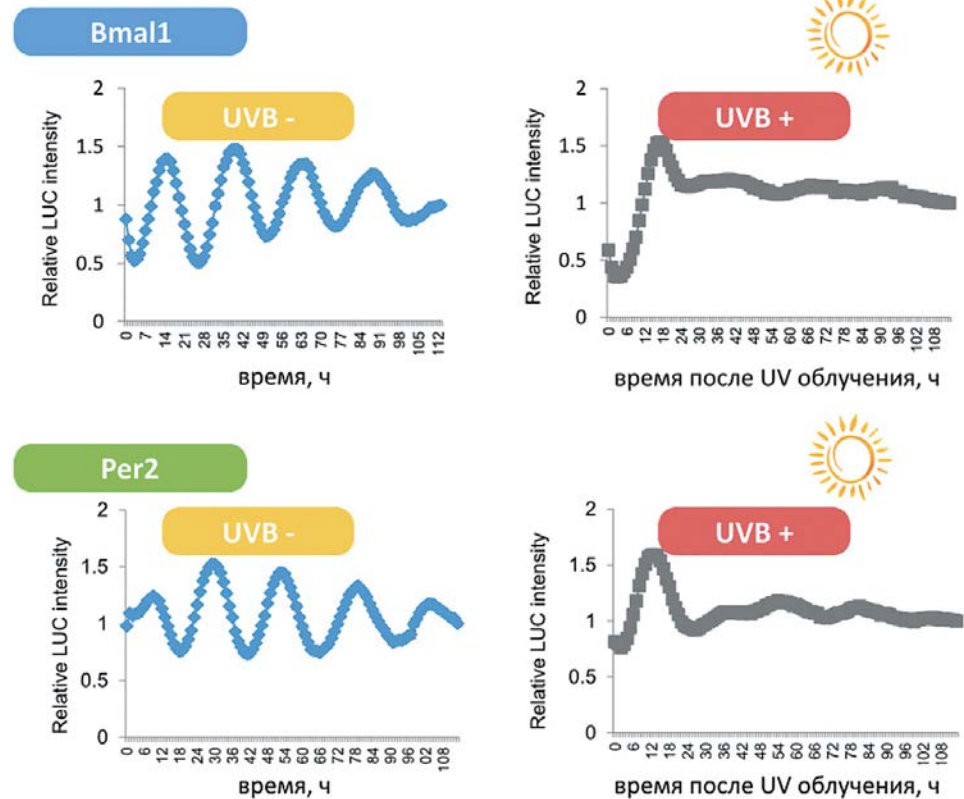 Bmal1
UVB -
Relative LUC intensity
2
1.5
1
0.5
0
0 7 14 21 28 35 42 49 56 63 70 77 84 91 98 105 112
время, ч
UVB +
Relative LUC intensity
2
1.5
1
0.5
0
0 6 12 18 24 30 36 42 48 54 60 66 72 78 84 90 96 102 108
время после UV облучения, ч
Per2
UVB -
Relative LUC intensity
2
1.5
1
0.5
0
0 6 12 18 24 30 36 42 48 54 60 66 72 78 84 90 96 102 108
время, ч
UVB +
Relative LUC intensity
2
1.5
1
0.5
0
0 6 12 18 24 30 36 42 48 54 60 66 72 78 84 90 96 102 108
время после UV облучения, ч